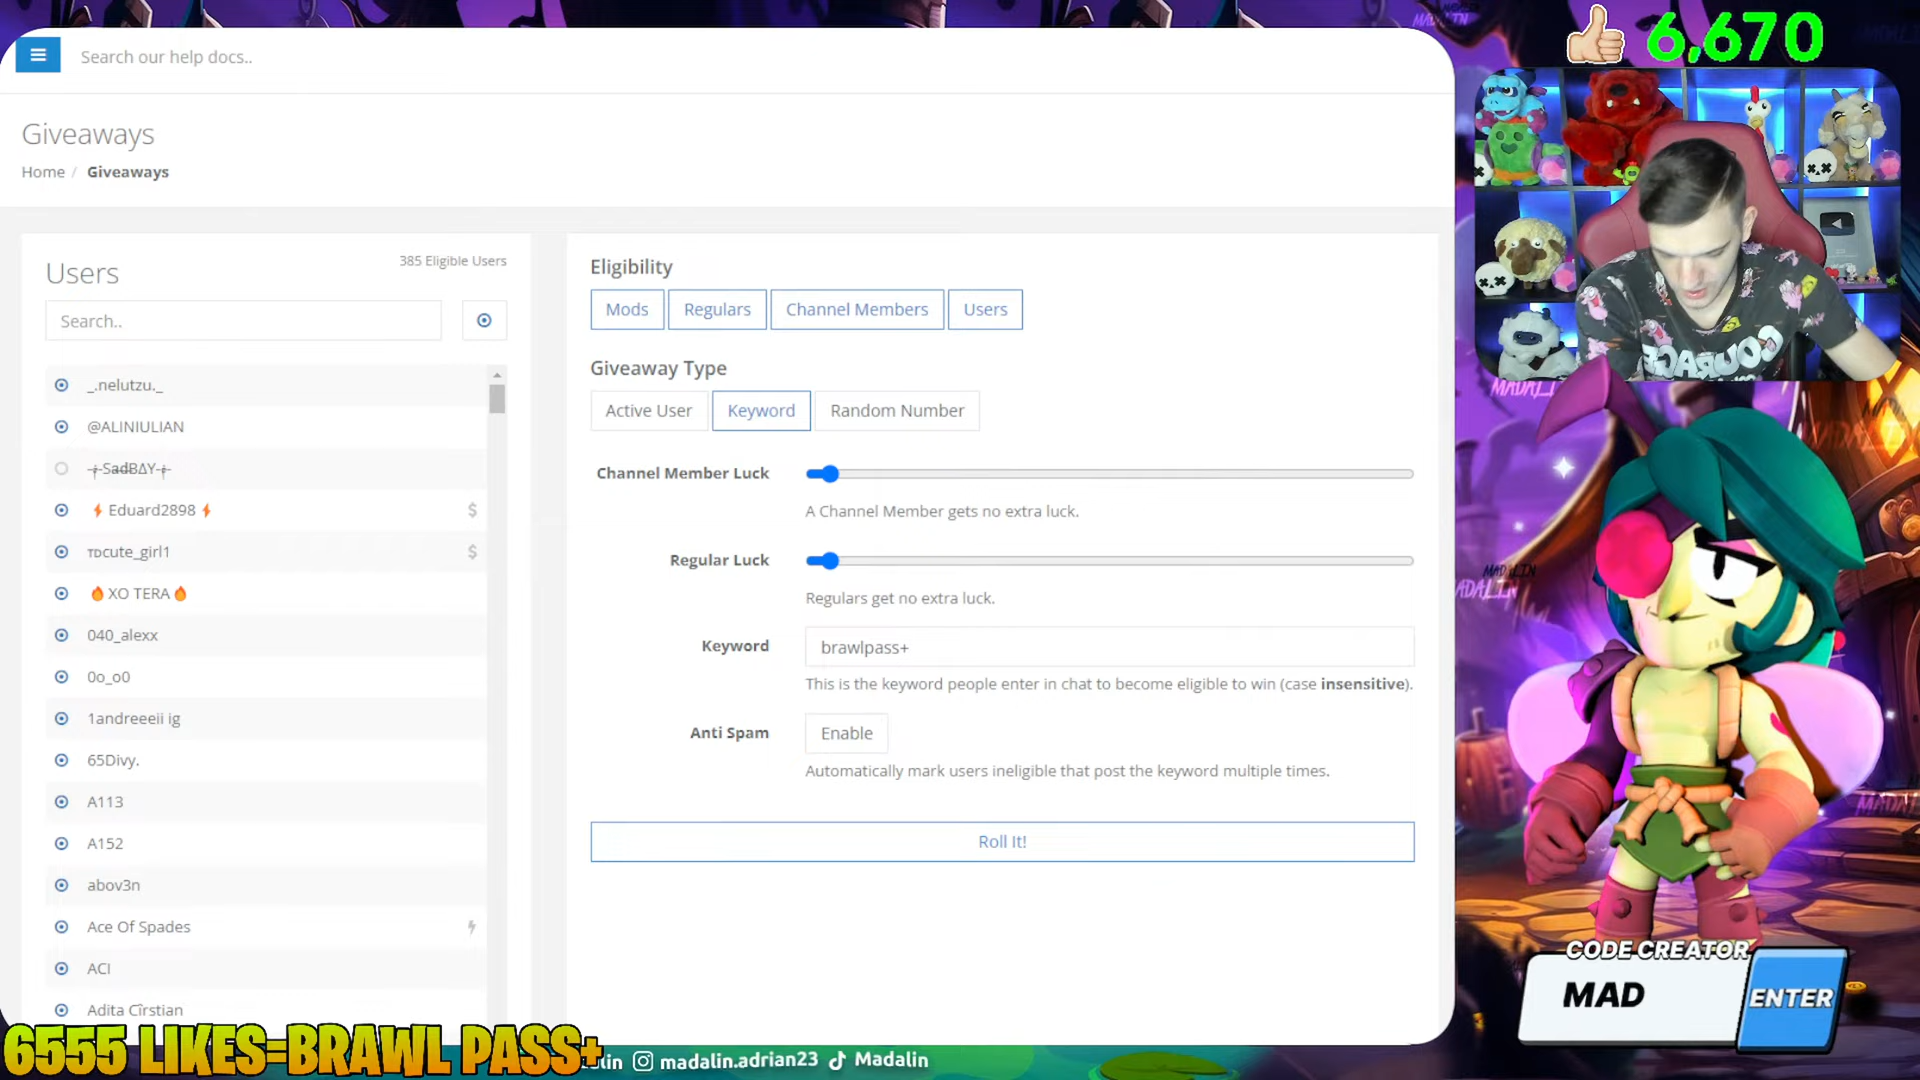 6,670
Search our help docs..
Giveaways
Home / Giveaways
Users
385 Eligible Users
Search..
_.nelutzu._
@ALINIULIAN
⚡Eduard2898⚡ $
cute_girl1 $
🔥XO TERA🔥
040_alexx
0o_o0
1andreeeii ig
65Divy.
A113
A152
abov3n
Ace Of Spades
ACI
Adita Cîrstian
Eligibility
Mods Regulars Channel Members Users
Giveaway Type
Active User Keyword Random Number
Channel Member Luck
A Channel Member gets no extra luck.
Regular Luck
Regulars get no extra luck.
Keyword brawlpass+
This is the keyword people enter in chat to become eligible to win (case insensitive).
Anti Spam Enable
Automatically mark users ineligible that post the keyword multiple times.
Roll It!
MADALIN
CODE CREATOR
MAD ENTER
6555 LIKES=BRAWL PASS+
lin madalin.adrian23 Madalin